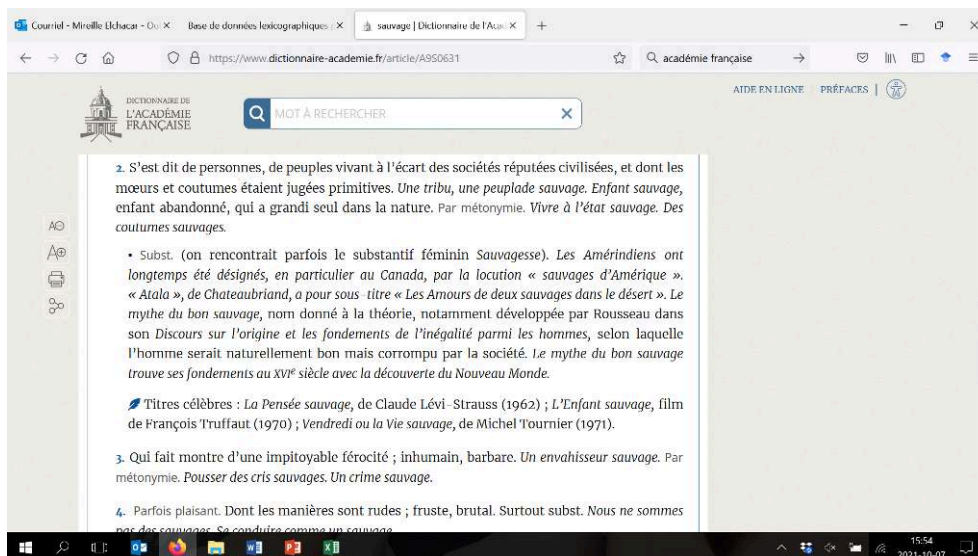 Courriel - Mireille Elchacar - Ou
Base de données lexicographiques
sauvage | Dictionnaire de l'Aca
https://www.dictionnaire-academie.fr/article/A9S0631
académie française
AIDE EN LIGNE
PRÉFACES
DICTIONNAIRE DE
L'ACADÉMIE
FRANÇAISE
MOT À RECHERCHER
2. S'est dit de personnes, de peuples vivant à l'écart des sociétés réputées civilisées, et dont les
mœurs et coutumes étaient jugées primitives. Une tribu, une peuplade sauvage. Enfant sauvage,
enfant abandonné, qui a grandi seul dans la nature. Par métonymie. Vivre à l'état sauvage. Des
coutumes sauvages.
• Subst. (on rencontrait parfois le substantif féminin Sauvagesse). Les Amérindiens ont
longtemps été désignés, en particulier au Canada, par la locution « sauvages d'Amérique ».
« Atala », de Chateaubriand, a pour sous-titre « Les Amours de deux sauvages dans le désert ». Le
mythe du bon sauvage, nom donné à la théorie, notamment développée par Rousseau dans
son Discours sur l'origine et les fondements de l'inégalité parmi les hommes, selon laquelle
l'homme serait naturellement bon mais corrompu par la société. Le mythe du bon sauvage
trouve ses fondements au XVIe siècle avec la découverte du Nouveau Monde.
Titres célèbres : La Pensée sauvage, de Claude Lévi-Strauss (1962) ; L'Enfant sauvage, film
de François Truffaut (1970) ; Vendredi ou la Vie sauvage, de Michel Tournier (1971).
3. Qui fait montre d'une impitoyable férocité ; inhumain, barbare. Un envahisseur sauvage. Par
métonymie. Pousser des cris sauvages. Un crime sauvage.
4. Parfois plaisant. Dont les manières sont rudes ; fruste, brutal. Surtout subst. Nous ne sommes
pas des sauvages. Se conduire comme un sauvage.
15:54
2021-10-07